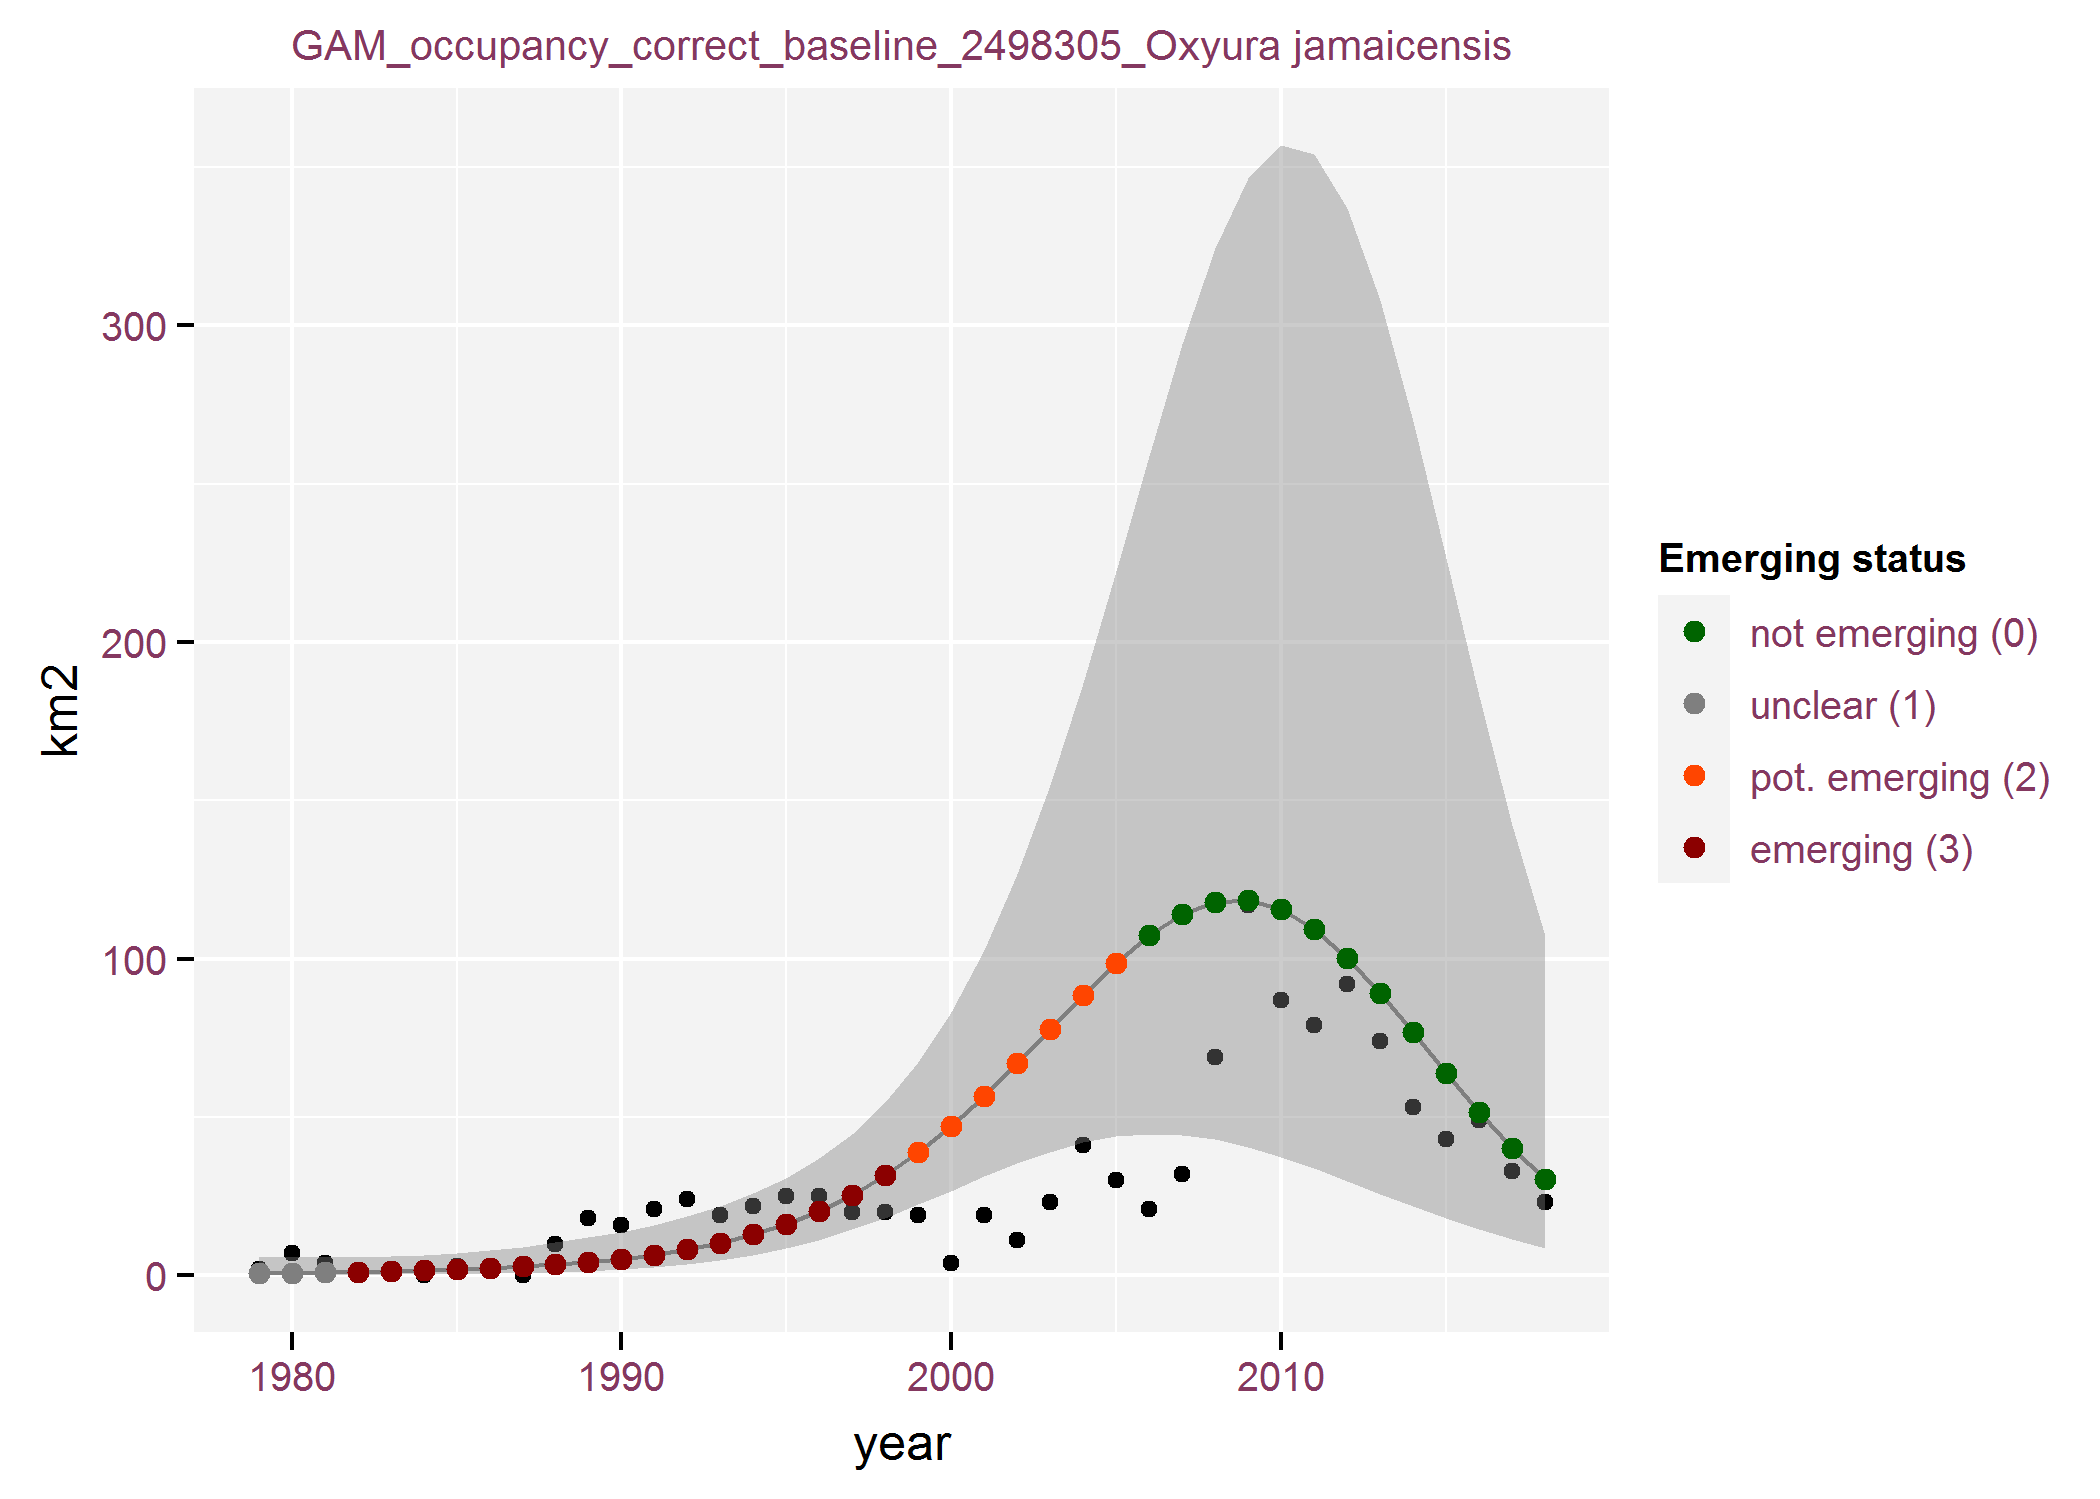 GAM_occupancy_correct_baseline_2498305_Oxyura jamaicensis
300
200
100
0
km2
1980
1990
2000
2010
year
Emerging status
not emerging (0)
unclear (1)
pot. emerging (2)
emerging (3)